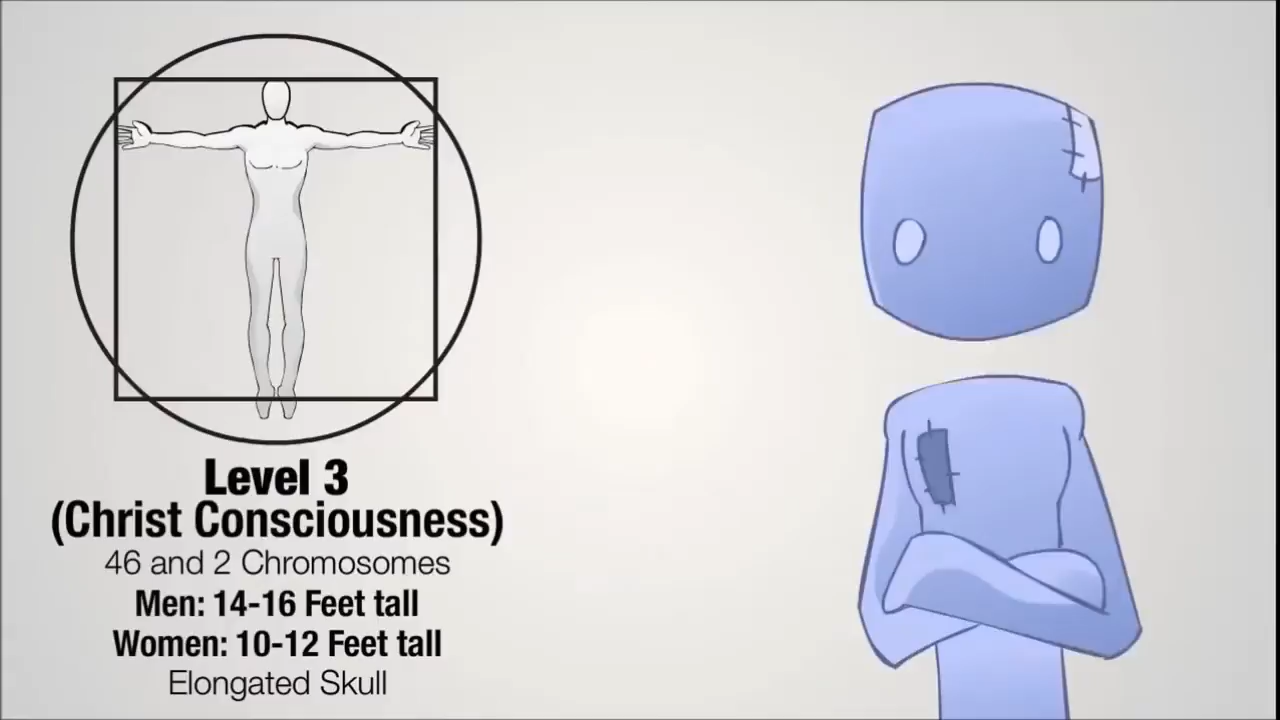 Level 3
(Christ Consciousness)
46 and 2 Chromosomes
Men: 14-16 Feet tall
Women: 10-12 Feet tall
Elongated Skull